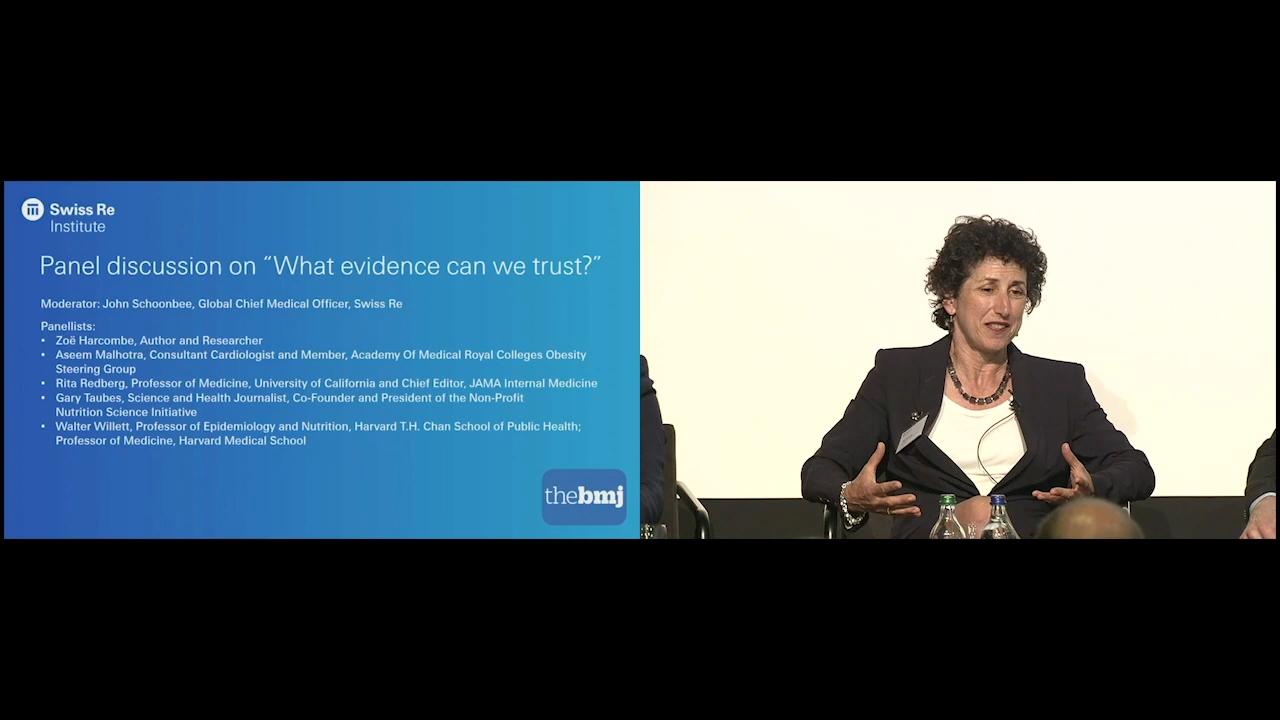 Swiss Re
Institute
Panel discussion on “What evidence can we trust?”
Moderator: John Schoonbee, Global Chief Medical Officer, Swiss Re
Panellists:
• Zoë Harcombe, Author and Researcher
• Aseem Malhotra, Consultant Cardiologist and Member, Academy Of Medical Royal Colleges Obesity
Steering Group
• Rita Redberg, Professor of Medicine, University of California and Chief Editor, JAMA Internal Medicine
• Gary Taubes, Science and Health Journalist, Co-Founder and President of the Non-Profit
Nutrition Science Initiative
• Walter Willett, Professor of Epidemiology and Nutrition, Harvard T.H. Chan School of Public Health;
Professor of Medicine, Harvard Medical School
thebmj